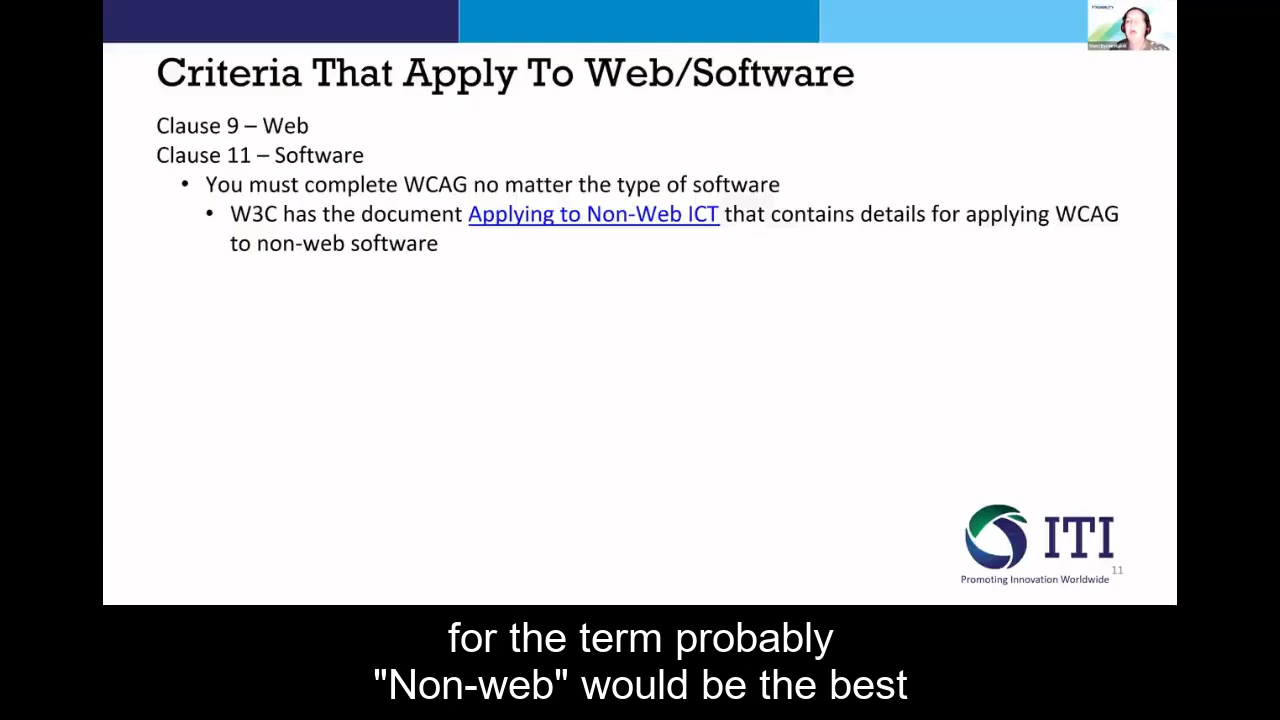 Criteria That Apply To Web/Software
Clause 9 – Web
Clause 11 – Software
• You must complete WCAG no matter the type of software
• W3C has the document Applying to Non-Web ICT that contains details for applying WCAG
to non-web software
ITI
Promoting Innovation Worldwide
11
for the term probably
"Non-web" would be the best